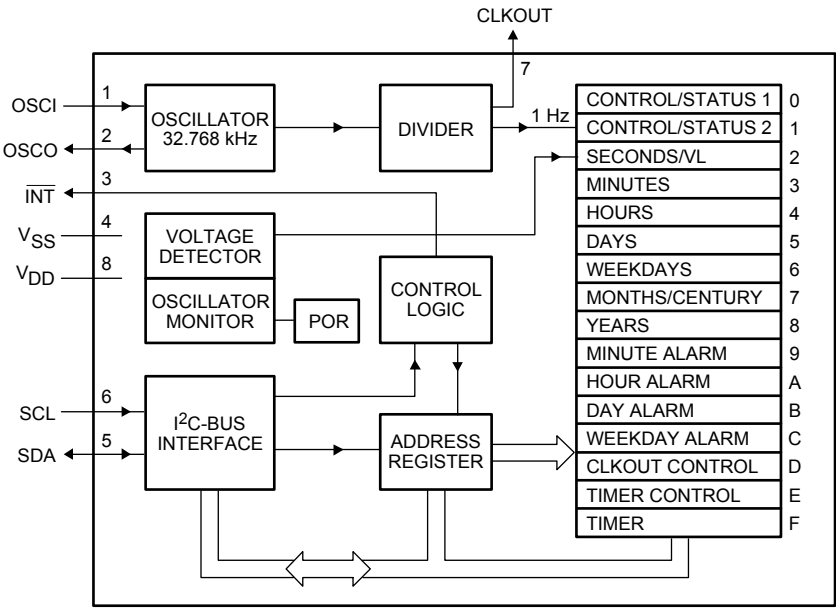 CLKOUT
7
OSCI
1
OSCILLATOR
32.768 kHz
OSCO
2
DIVIDER
1 Hz
INT
3
VSS
4
VDD
8
VOLTAGE
DETECTOR
OSCILLATOR
MONITOR
POR
CONTROL
LOGIC
SCL
6
SDA
5
I2C-BUS
INTERFACE
ADDRESS
REGISTER
CONTROL/STATUS 1 0
CONTROL/STATUS 2 1
SECONDS/VL 2
MINUTES 3
HOURS 4
DAYS 5
WEEKDAYS 6
MONTHS/CENTURY 7
YEARS 8
MINUTE ALARM 9
HOUR ALARM A
DAY ALARM B
WEEKDAY ALARM C
CLKOUT CONTROL D
TIMER CONTROL E
TIMER F